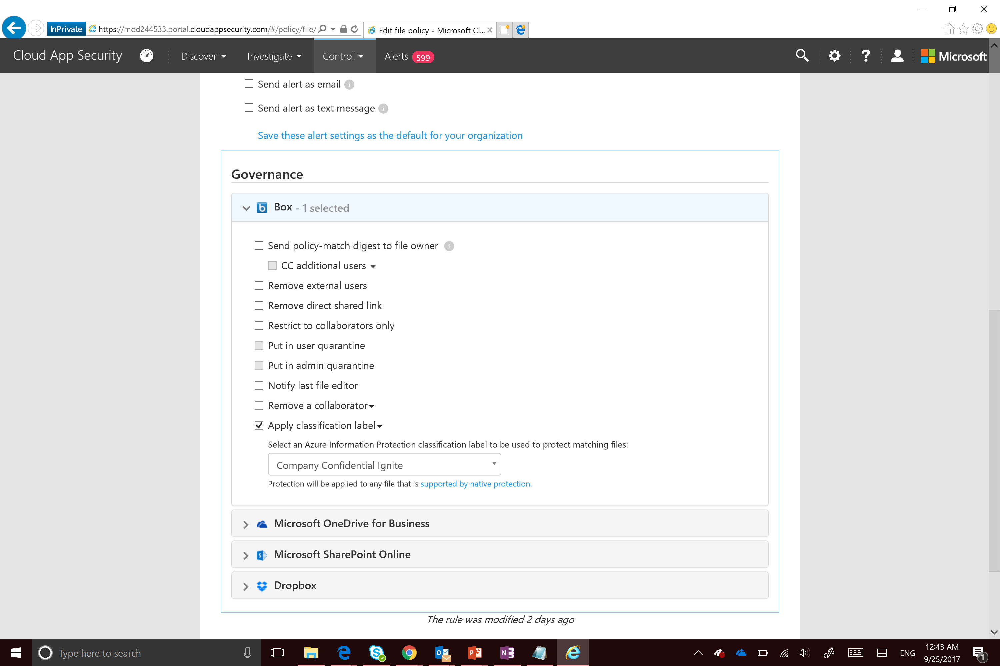 InPrivate
https://mod244533.portal.cloudappsecurity.com/#/policy/file/
Edit file policy - Microsoft Cl...
Cloud App Security
Discover
Investigate
Control
Alerts 599
Microsoft
Send alert as email
Send alert as text message
Save these alert settings as the default for your organization
Governance
Box - 1 selected
Send policy-match digest to file owner
CC additional users
Remove external users
Remove direct shared link
Restrict to collaborators only
Put in user quarantine
Put in admin quarantine
Notify last file editor
Remove a collaborator
Apply classification label
Select an Azure Information Protection classification label to be used to protect matching files:
Company Confidential Ignite
Protection will be applied to any file that is supported by native protection.
Microsoft OneDrive for Business
Microsoft SharePoint Online
Dropbox
The rule was modified 2 days ago
Type here to search
ENG
12:43 AM
9/25/2017
1